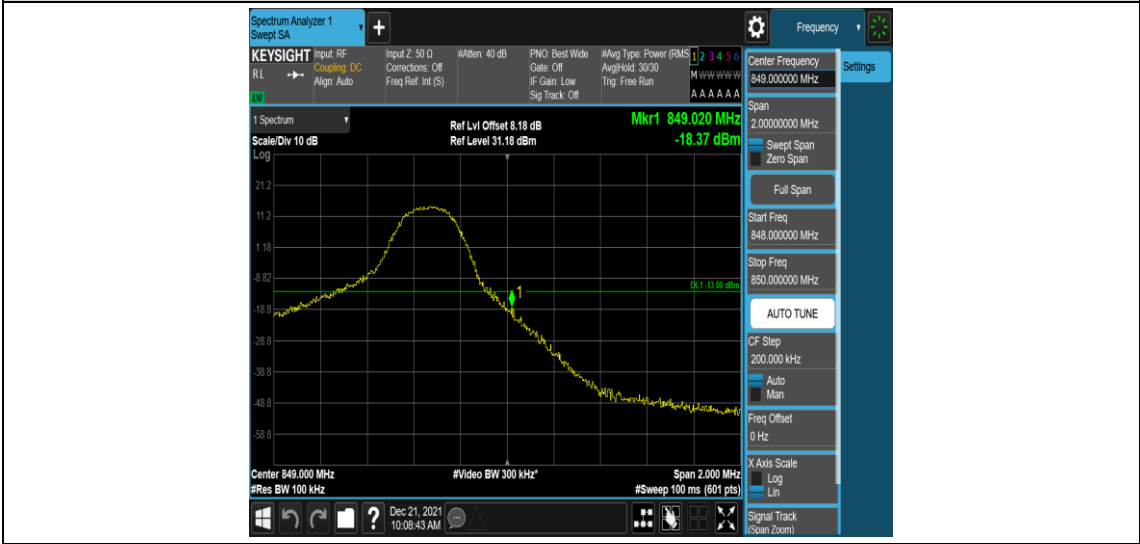 Spectrum Analyzer 1
Swept SA
Frequency
KEYSIGHT
RL
Input: RF
Coupling: DC
Align: Auto
Input Z: 50 Ω
Corrections: Off
Freq Ref: Int (S)
#Atten: 40 dB
PNO: Best Wide
Gate: Off
IF Gain: Low
Sig Track: Off
#Avg Type: Power (RMS
Avg|Hold: 30/30
Trig: Free Run
1 2 3 4 5 6
M W W W W W
A A A A A A
1 Spectrum
Scale/Div 10 dB
Log
Ref Lvl Offset 8.18 dB
Ref Level 31.18 dBm
Mkr1 849.020 MHz
-18.37 dBm
21.2
11.2
1.18
-8.82
-18.8
-28.8
-38.8
-48.8
-58.8
DL1 -13.00 dBm
1
Center 849.000 MHz
#Res BW 100 kHz
#Video BW 300 kHz*
Span 2.000 MHz
#Sweep 100 ms (601 pts)
Dec 21, 2021
10:08:43 AM
Center Frequency
849.000000 MHz
Settings
Span
2.00000000 MHz
Swept Span
Zero Span
Full Span
Start Freq
848.000000 MHz
Stop Freq
850.000000 MHz
AUTO TUNE
CF Step
200.000 kHz
Auto
Man
Freq Offset
0 Hz
X Axis Scale
Log
Lin
Signal Track
(Span Zoom)